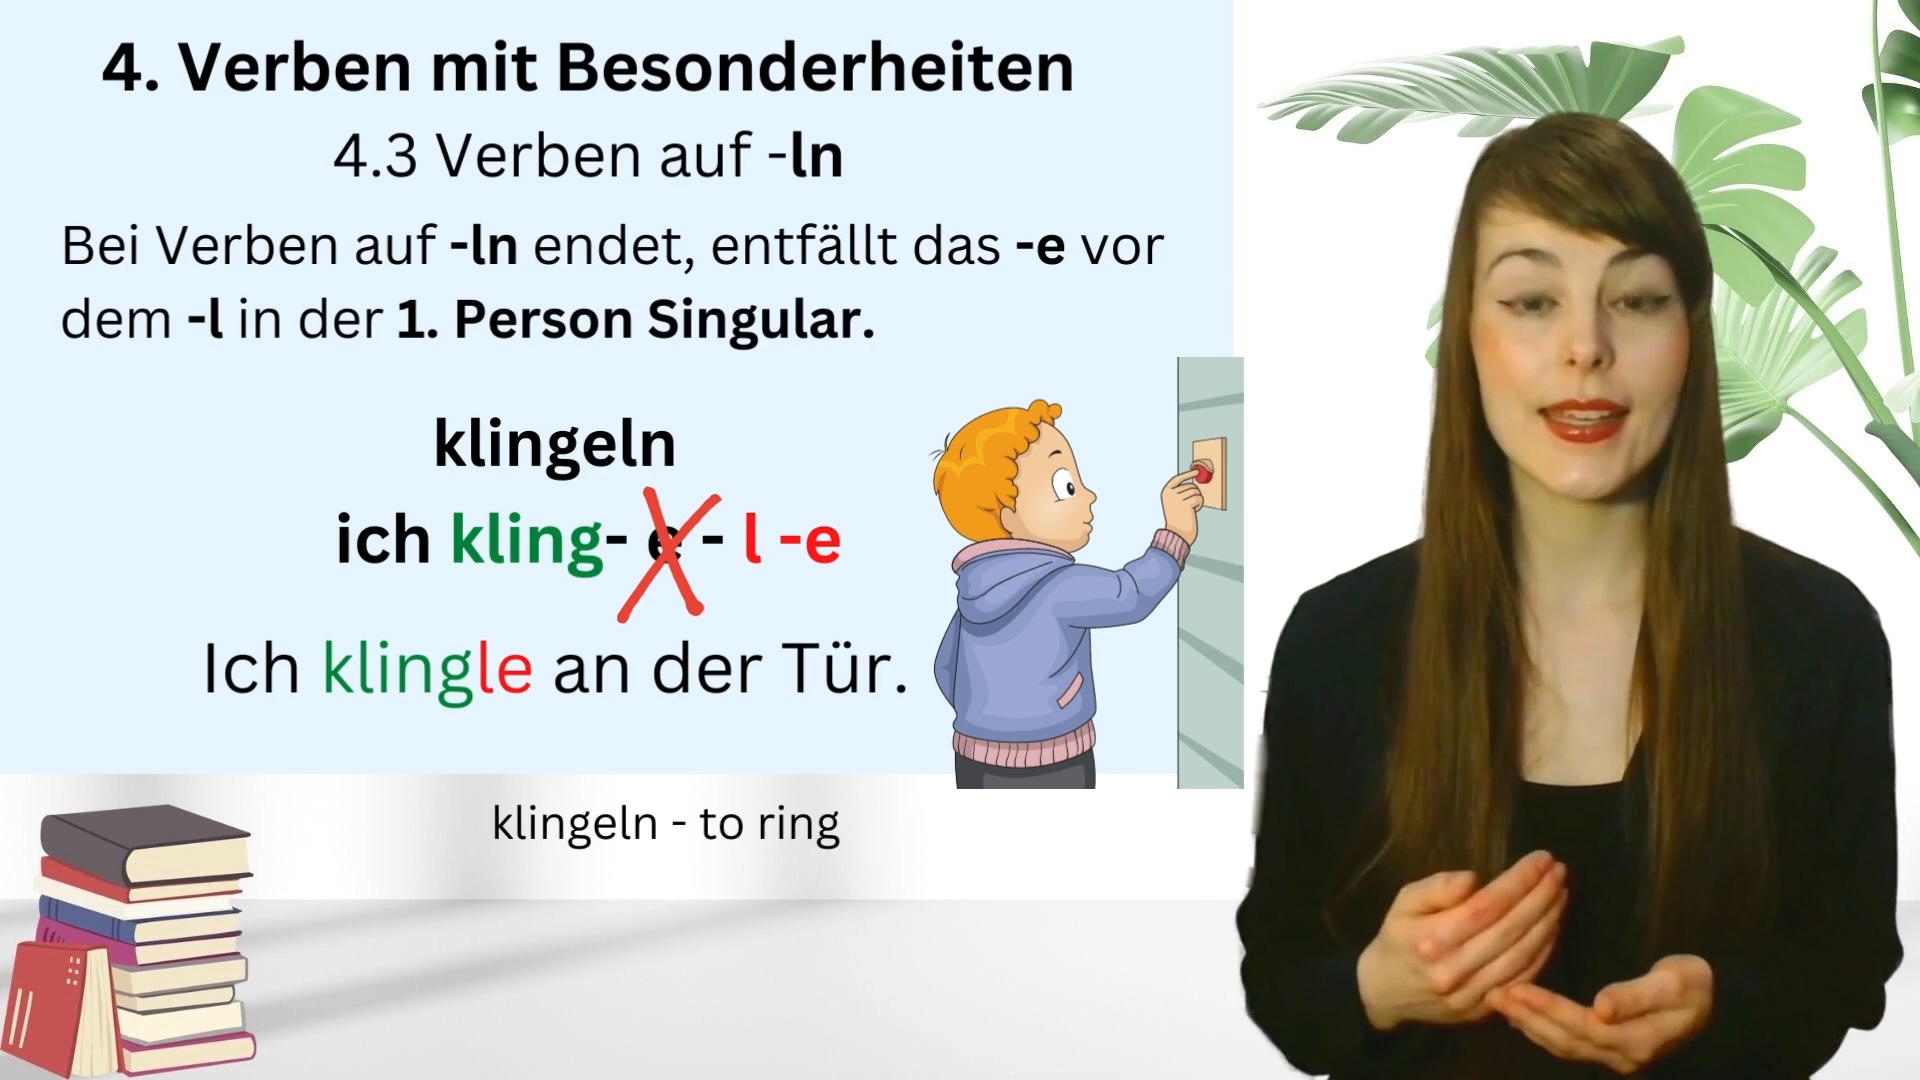 4. Verben mit Besonderheiten
4.3 Verben auf -ln
Bei Verben auf -ln endet, entfällt das -e vor
dem -l in der 1. Person Singular.
klingeln
ich kling- e - l -e
Ich klingle an der Tür.
klingeln - to ring